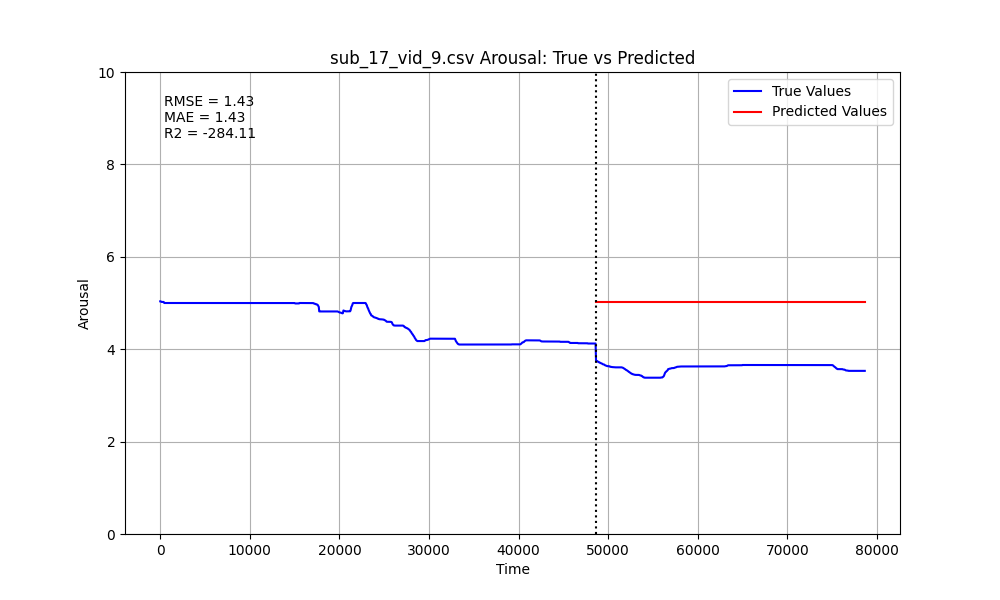 sub_17_vid_9.csv Arousal: True vs Predicted
RMSE = 1.43
MAE = 1.43
R2 = -284.11
True Values
Predicted Values
Arousal
10
8
6
4
2
0
0 10000 20000 30000 40000 50000 60000 70000 80000
Time